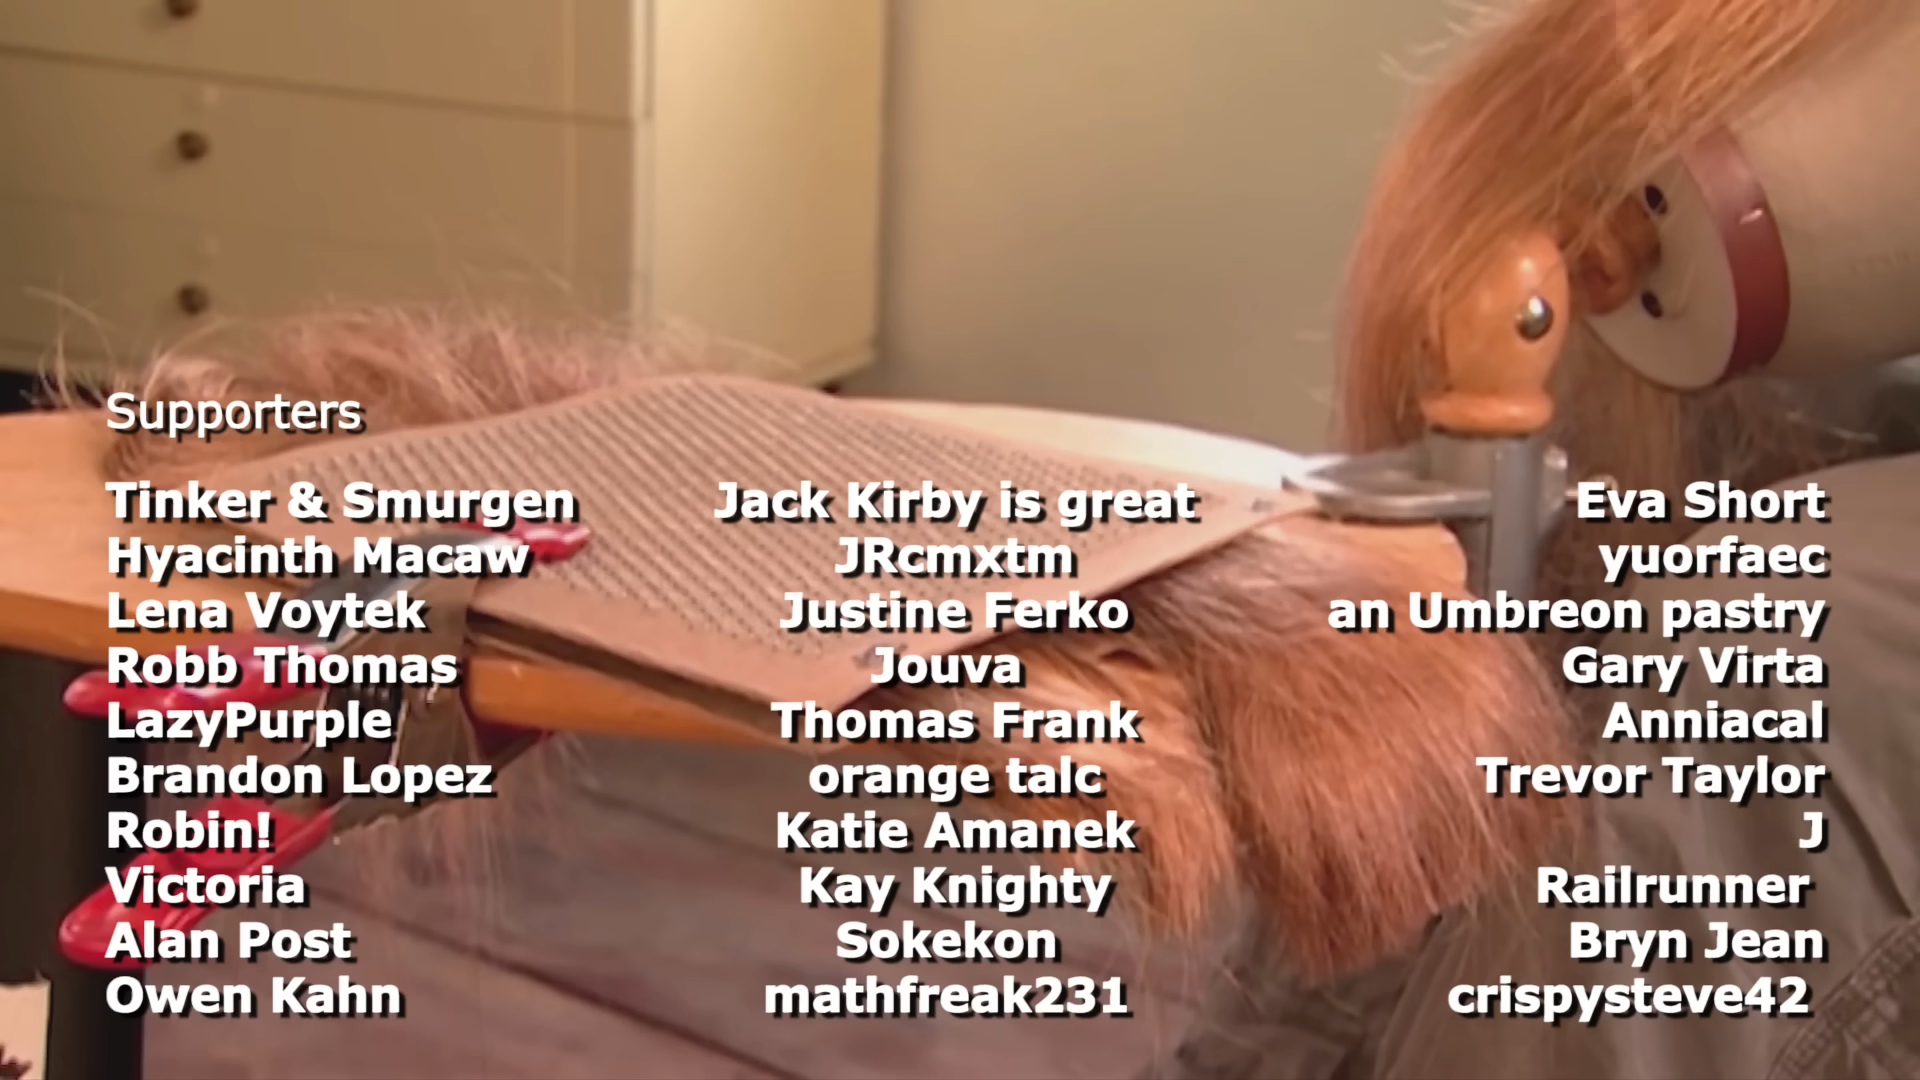 Supporters
Tinker & Smurgen
Hyacinth Macaw
Lena Voytek
Robb Thomas
LazyPurple
Brandon Lopez
Robin!
Victoria
Alan Post
Owen Kahn
Jack Kirby is great
JRcmxtm
Justine Ferko
Jouva
Thomas Frank
orange talc
Katie Amanek
Kay Knighty
Sokekon
mathfreak231
Eva Short
yuorfaec
an Umbreon pastry
Gary Virta
Anniacal
Trevor Taylor
J
Railrunner
Bryn Jean
crispysteve42